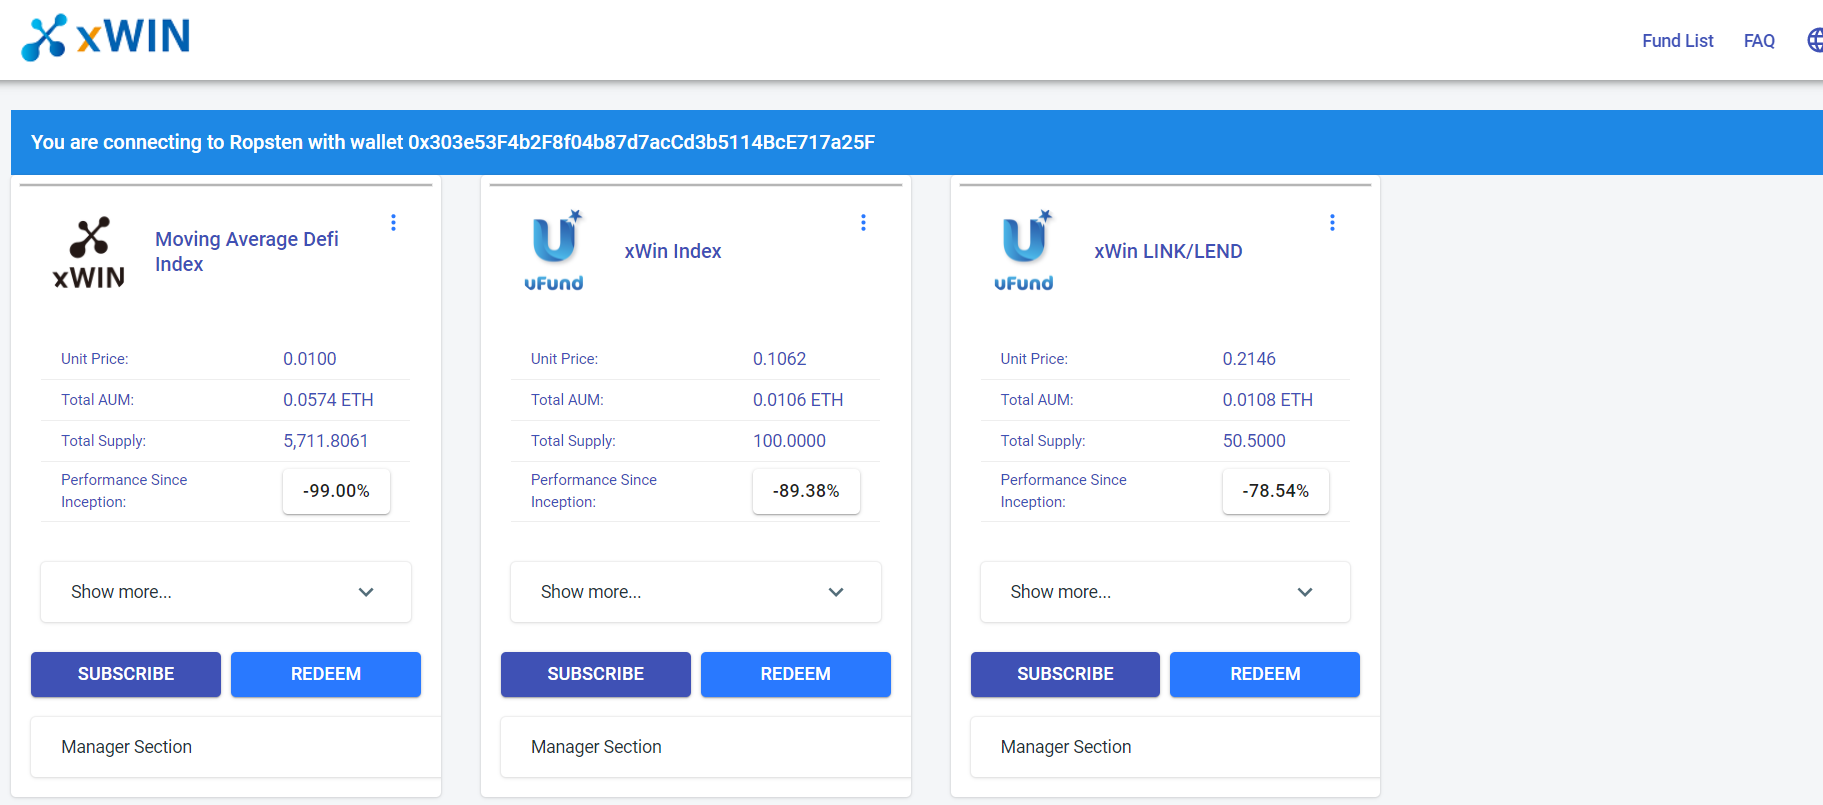 xWIN
Fund List
FAQ
You are connecting to Ropsten with wallet 0x303e53F4b2F8f04b87d7acCd3b5114BcE717a25F
xWIN
Moving Average Defi
Index
Unit Price:
0.0100
Total AUM:
0.0574 ETH
Total Supply:
5,711.8061
Performance Since
Inception:
-99.00%
Show more...
SUBSCRIBE
REDEEM
Manager Section
U
vFund
xWin Index
Unit Price:
0.1062
Total AUM:
0.0106 ETH
Total Supply:
100.0000
Performance Since
Inception:
-89.38%
Show more...
SUBSCRIBE
REDEEM
Manager Section
U
vFund
xWin LINK/LEND
Unit Price:
0.2146
Total AUM:
0.0108 ETH
Total Supply:
50.5000
Performance Since
Inception:
-78.54%
Show more...
SUBSCRIBE
REDEEM
Manager Section